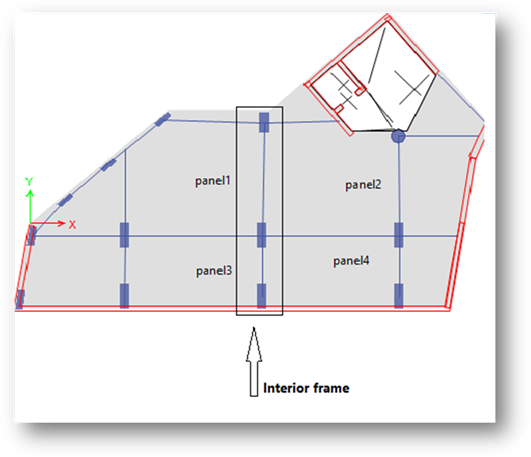 panel1
panel2
Y
X
panel3
panel4
Interior frame